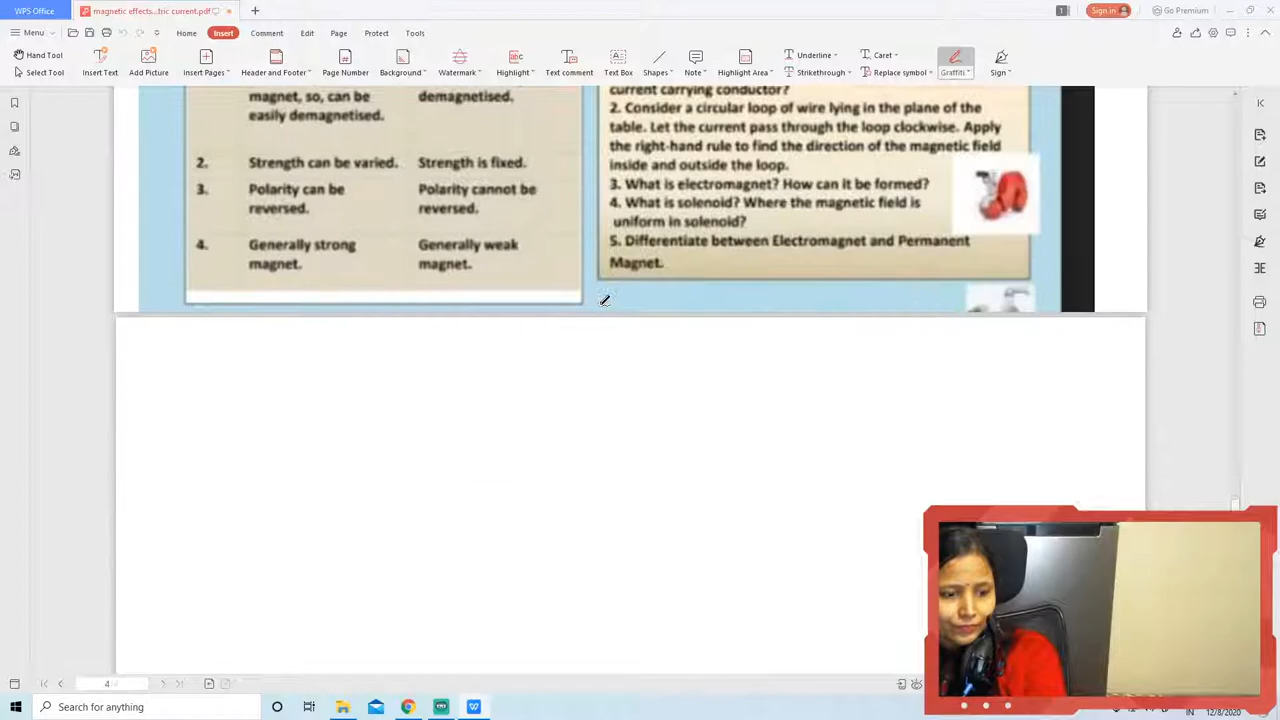 WPS Office
magnetic effects...tric current.pdf
1
Sign in
Go Premium
Menu
Home
Insert
Comment
Edit
Page
Protect
Tools
Hand Tool
Select Tool
Insert Text
Add Picture
Insert Pages
Page Number
Header and Footer
Background
Watermark
Highlight
Text comment
Text Box
Shapes
Note
Highlight Area
Underline
Strikethrough
Caret
Replace symbol
Graffiti
Sign
magnet, so, can be
easily demagnetised.
demagnetised.
2. Strength can be varied. Strength is fixed.
3. Polarity can be
reversed.
Polarity cannot be
reversed.
4. Generally strong
magnet.
Generally weak
magnet.
current carrying conductor?
2. Consider a circular loop of wire lying in the plane of the
table. Let the current pass through the loop clockwise. Apply
the right-hand rule to find the direction of the magnetic field
inside and outside the loop.
3. What is electromagnet? How can it be formed?
4. What is solenoid? Where the magnetic field is
uniform in solenoid?
5. Differentiate between Electromagnet and Permanent
Magnet.
4
Search for anything
IN
12/8/2020